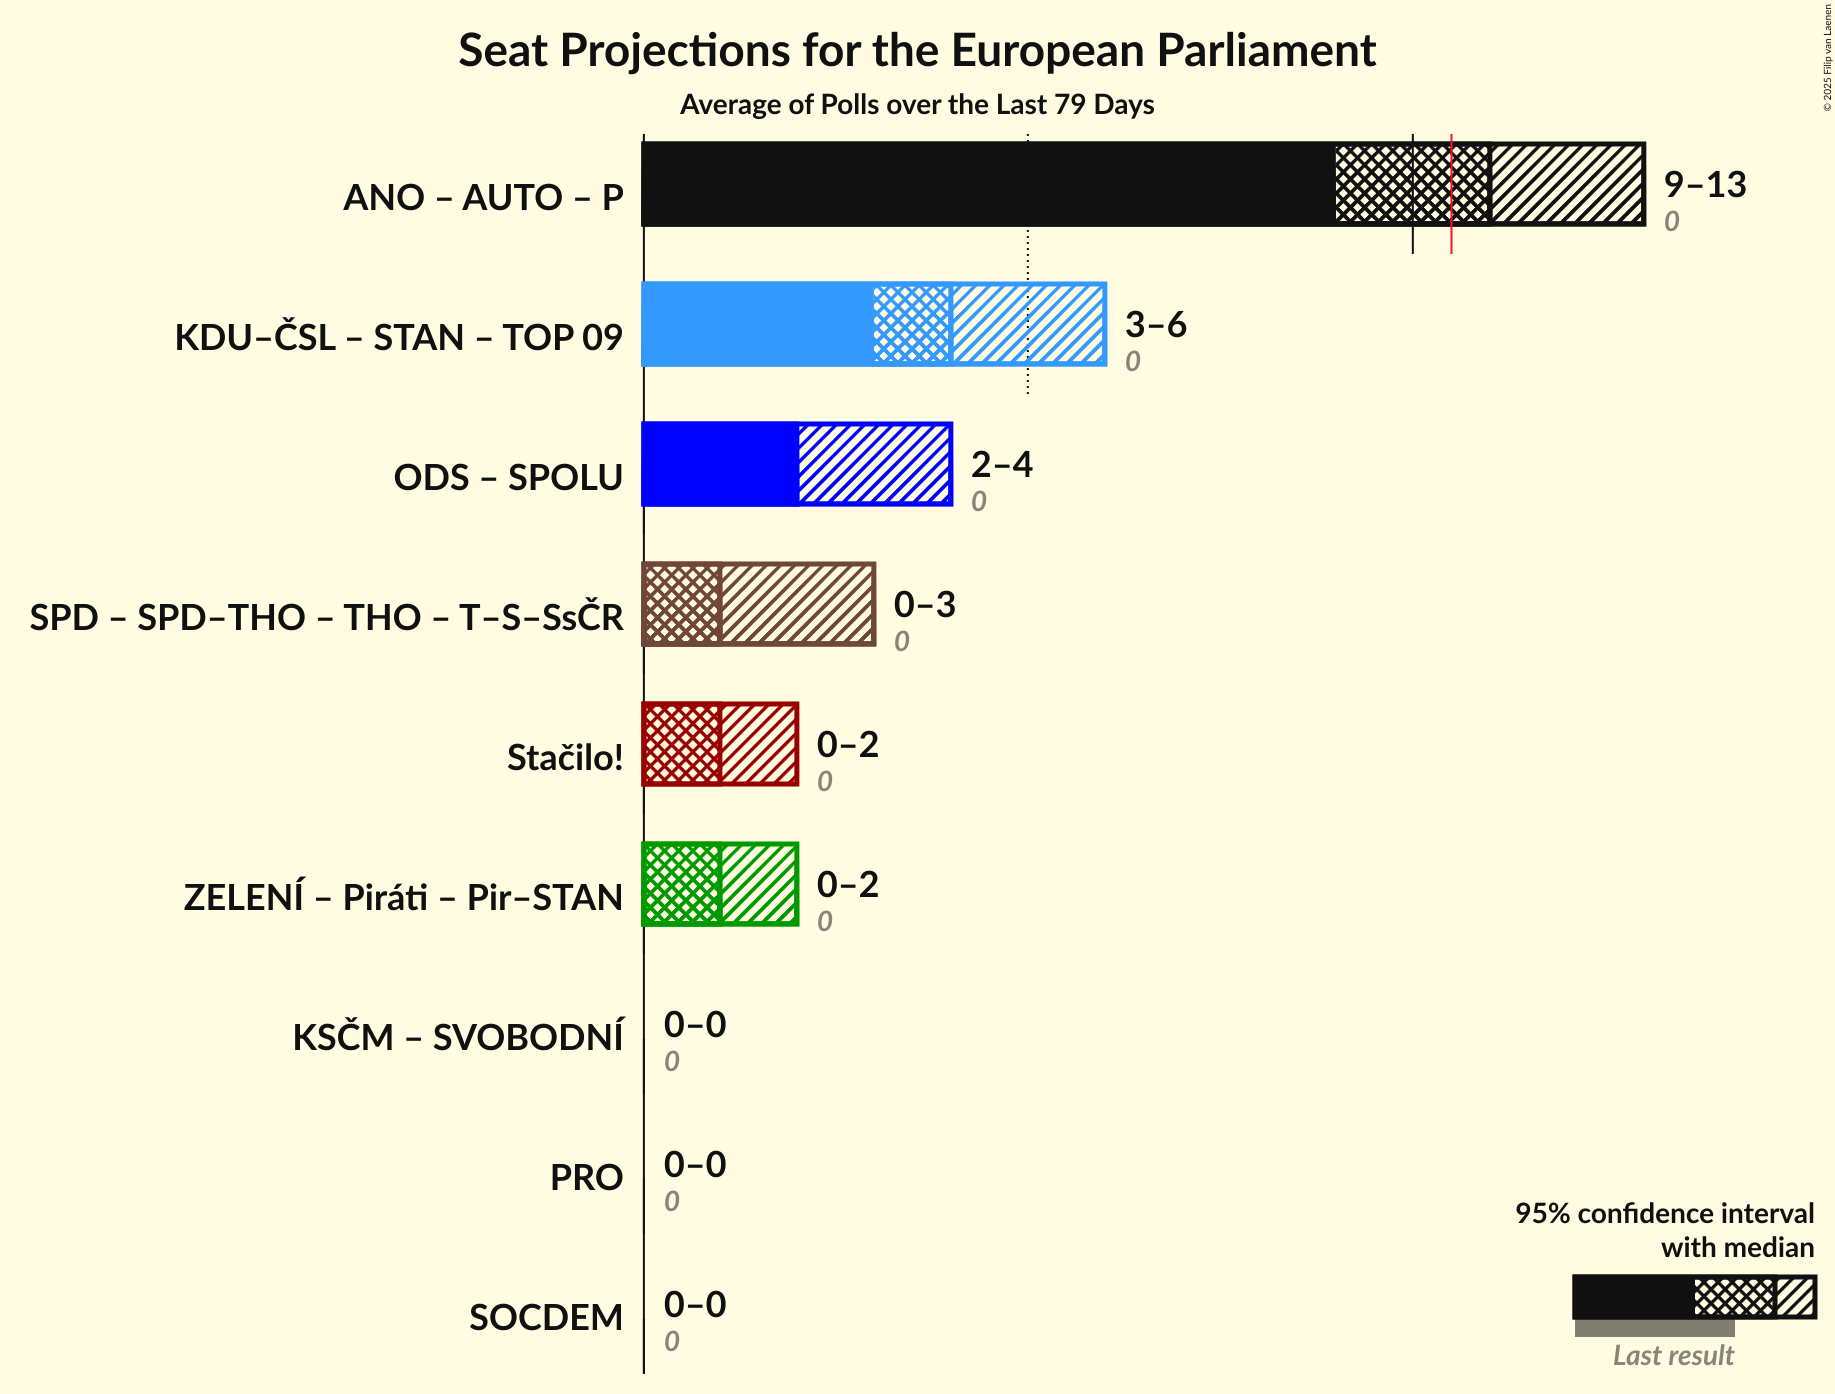 Seat Projections for the European Parliament
Average of Polls over the Last 79 Days
© 2025 Filip van Laenen
ANO – AUTO – P
9–13
0
KDU–ČSL – STAN – TOP 09
3–6
0
ODS – SPOLU
2–4
0
SPD – SPD–THO – THO – T–S–SsČR
0–3
0
Stačilo!
0–2
0
ZELENÍ – Piráti – Pir–STAN
0–2
0
KSČM – SVOBODNÍ
0–0
0
PRO
0–0
0
SOCDEM
0–0
0
95% confidence interval
with median
Last result